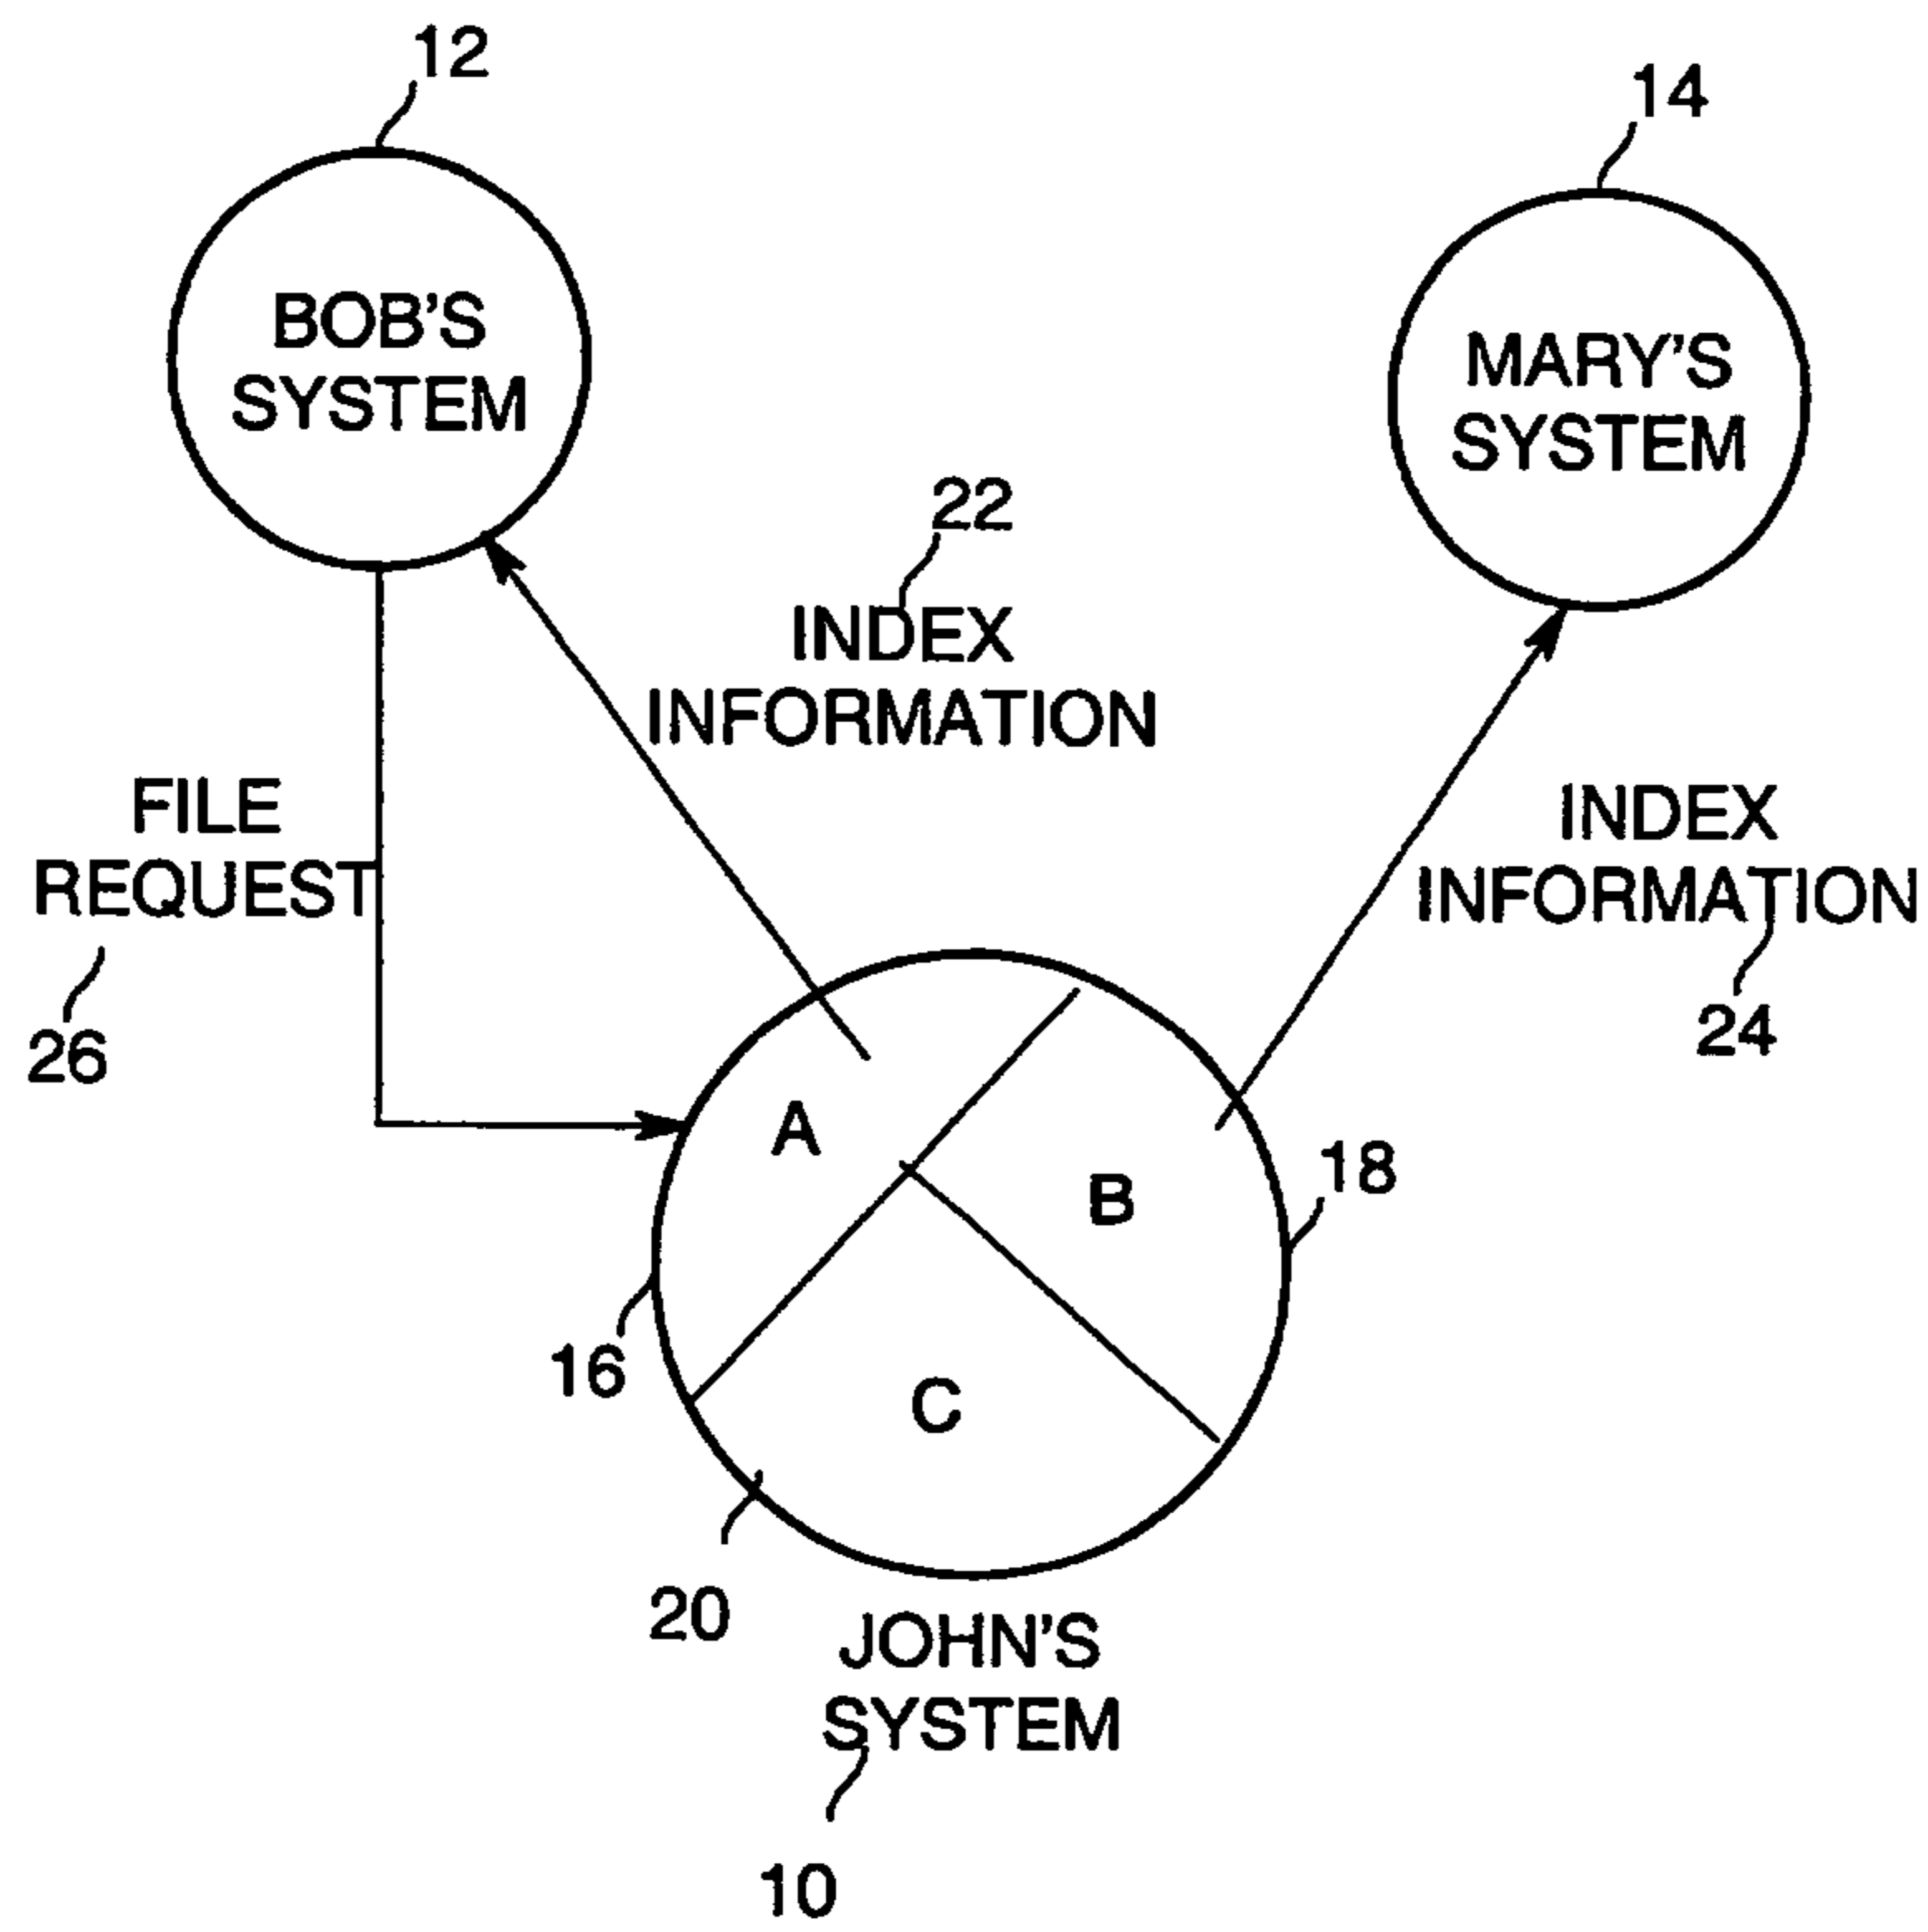 12
14
BOB'S
SYSTEM
MARY'S
SYSTEM
22
INDEX
INFORMATION
FILE
REQUEST
26
INDEX
INFORMATION
24
A
B
18
16
C
20
JOHN'S
SYSTEM
10